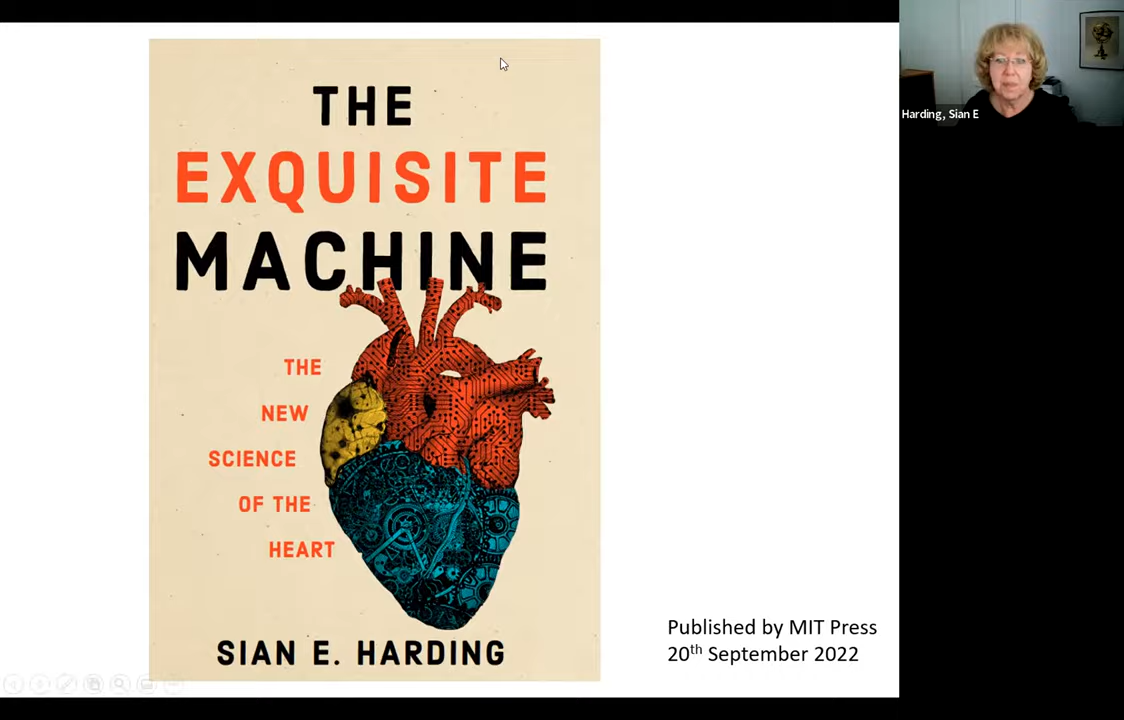 THE
EXQUISITE
MACHINE
THE
NEW
SCIENCE
OF THE
HEART
SIAN E. HARDING
Published by MIT Press
20th September 2022
Harding, Sian E